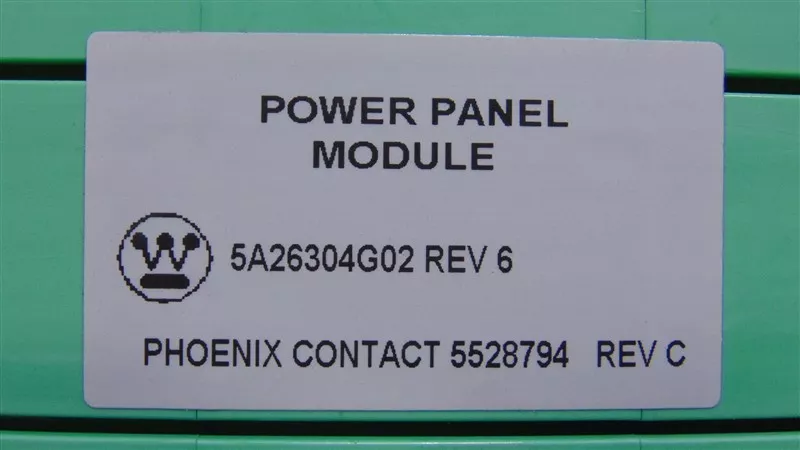 POWER PANEL
MODULE
5A26304G02 REV 6
PHOENIX CONTACT 5528794 REV C